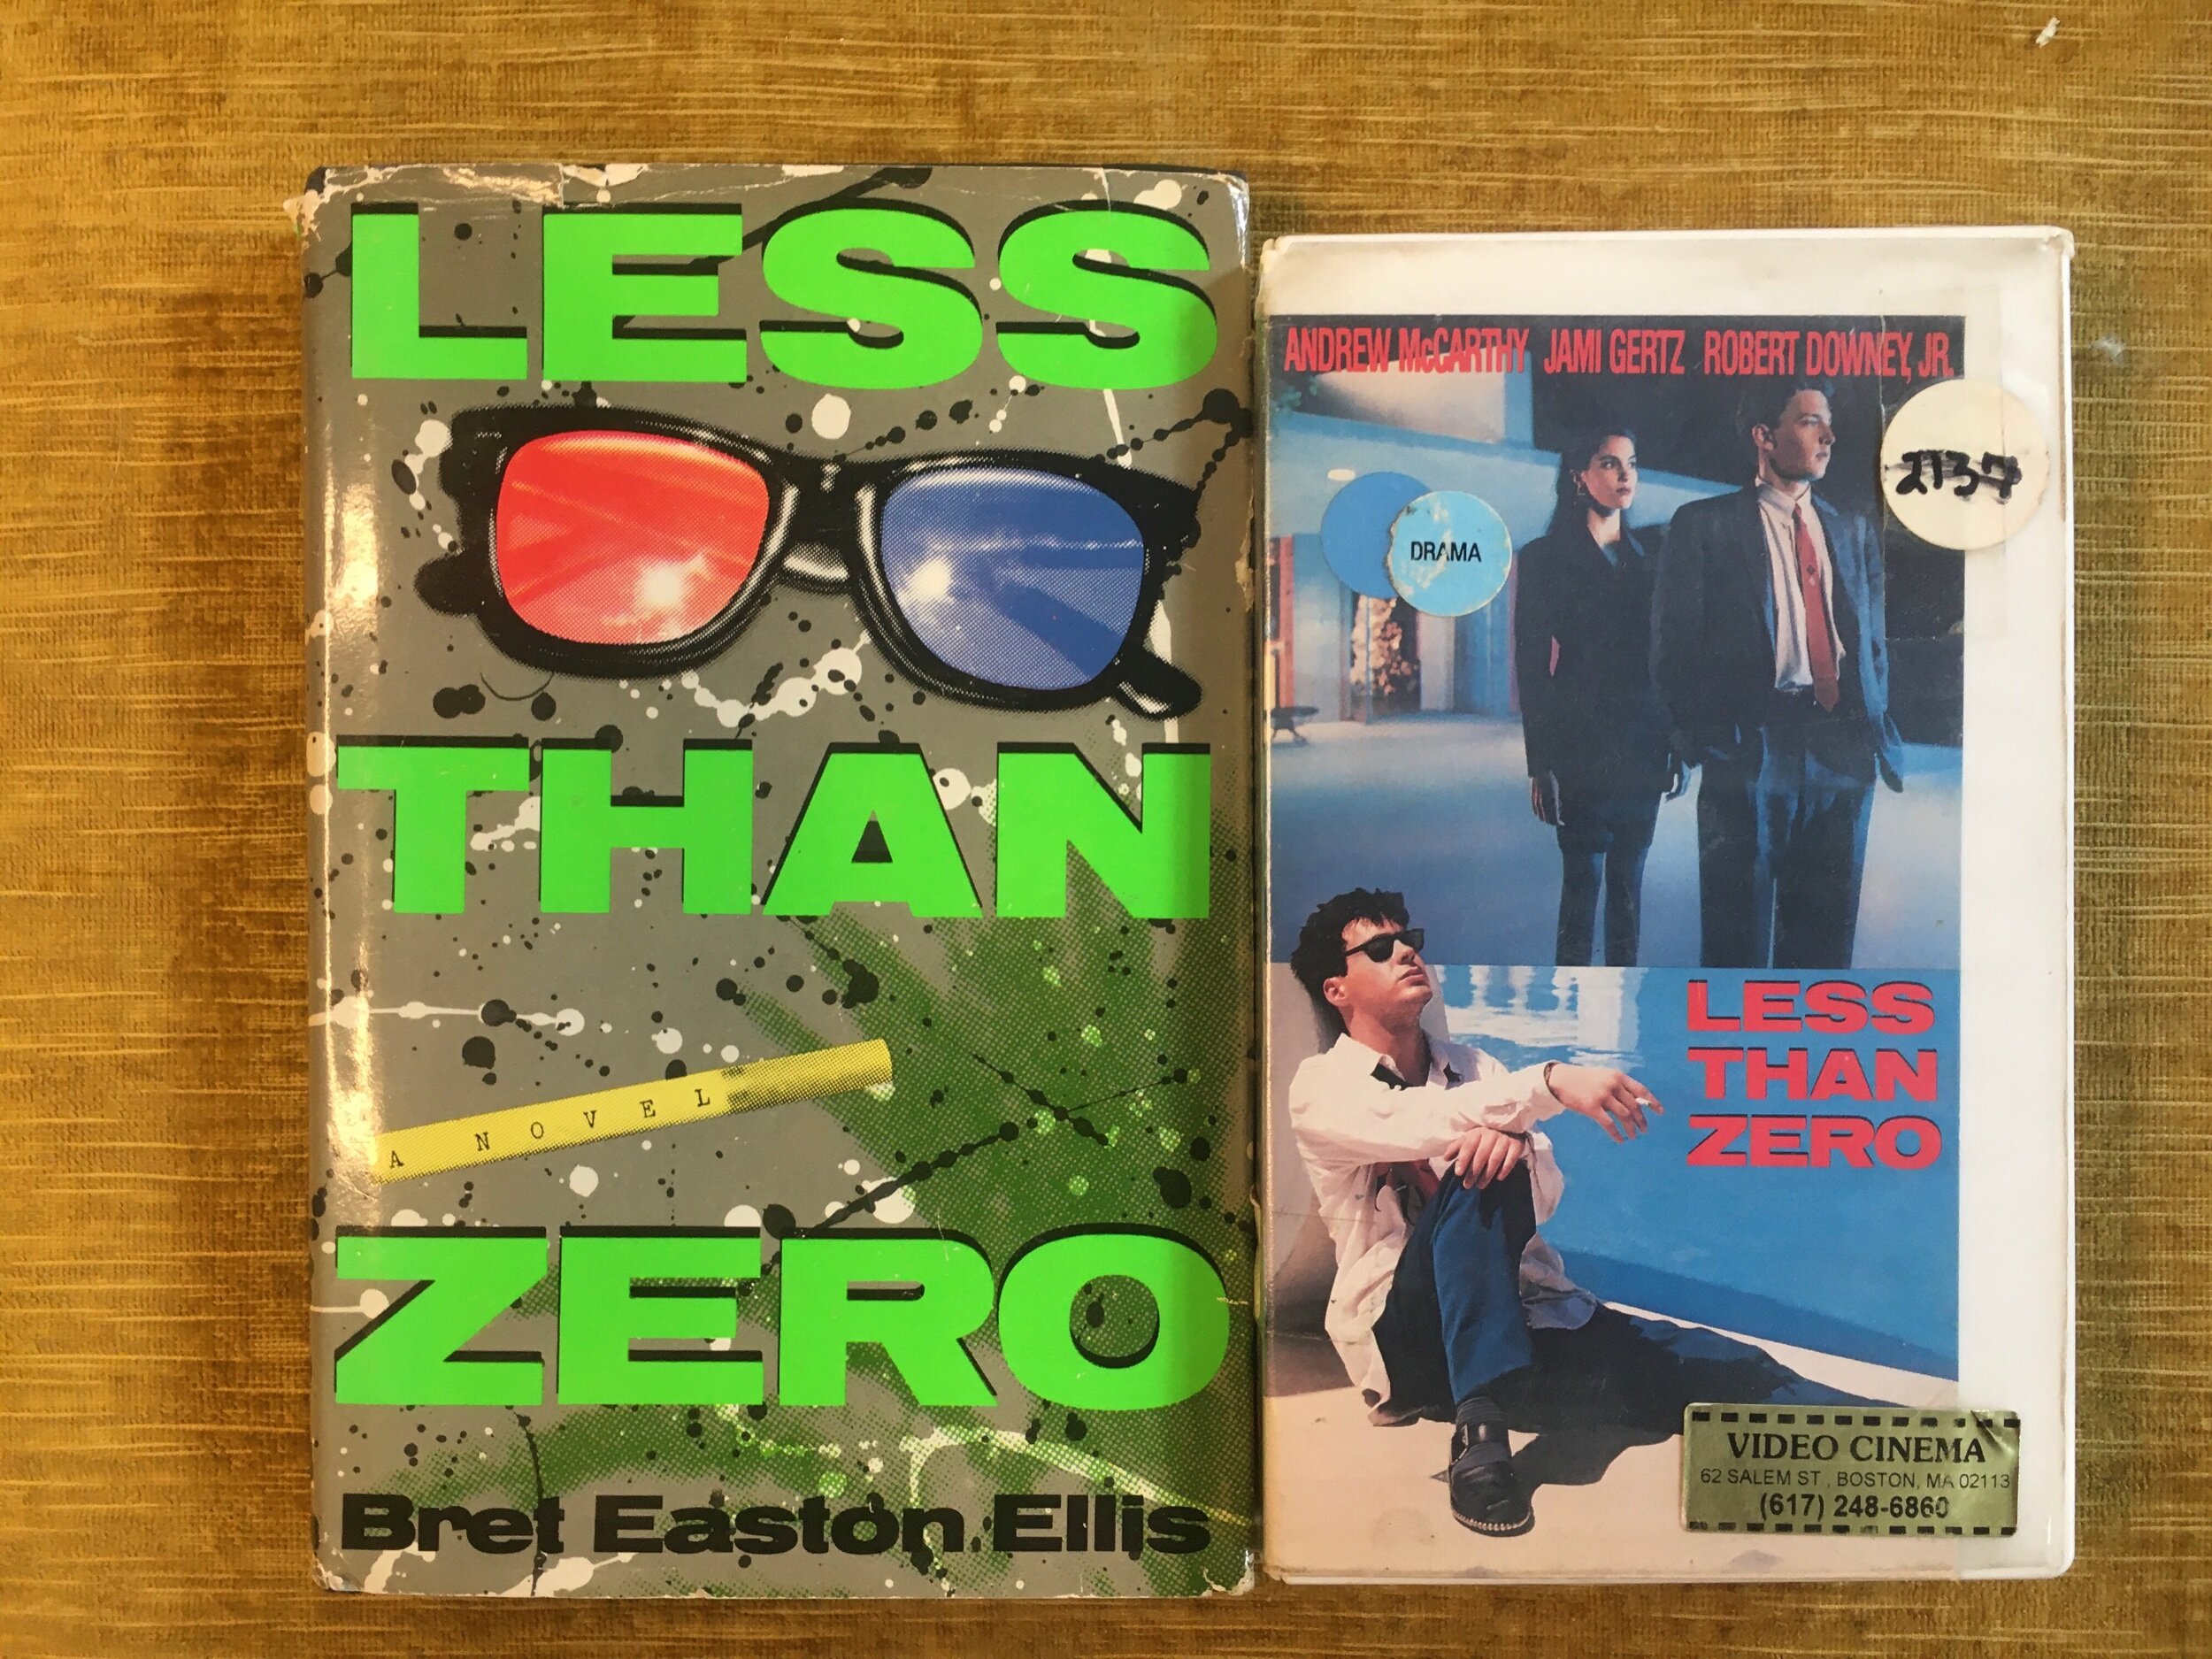 LESS
THAN
A NOVEL
ZERO
Bret Easton Ellis
ANDREW McCARTHY JAMI GERTZ ROBERT DOWNEY, JR.
2137
DRAMA
LESS
THAN
ZERO
VIDEO CINEMA
62 SALEM ST., BOSTON, MA 02113
(617) 248-6860